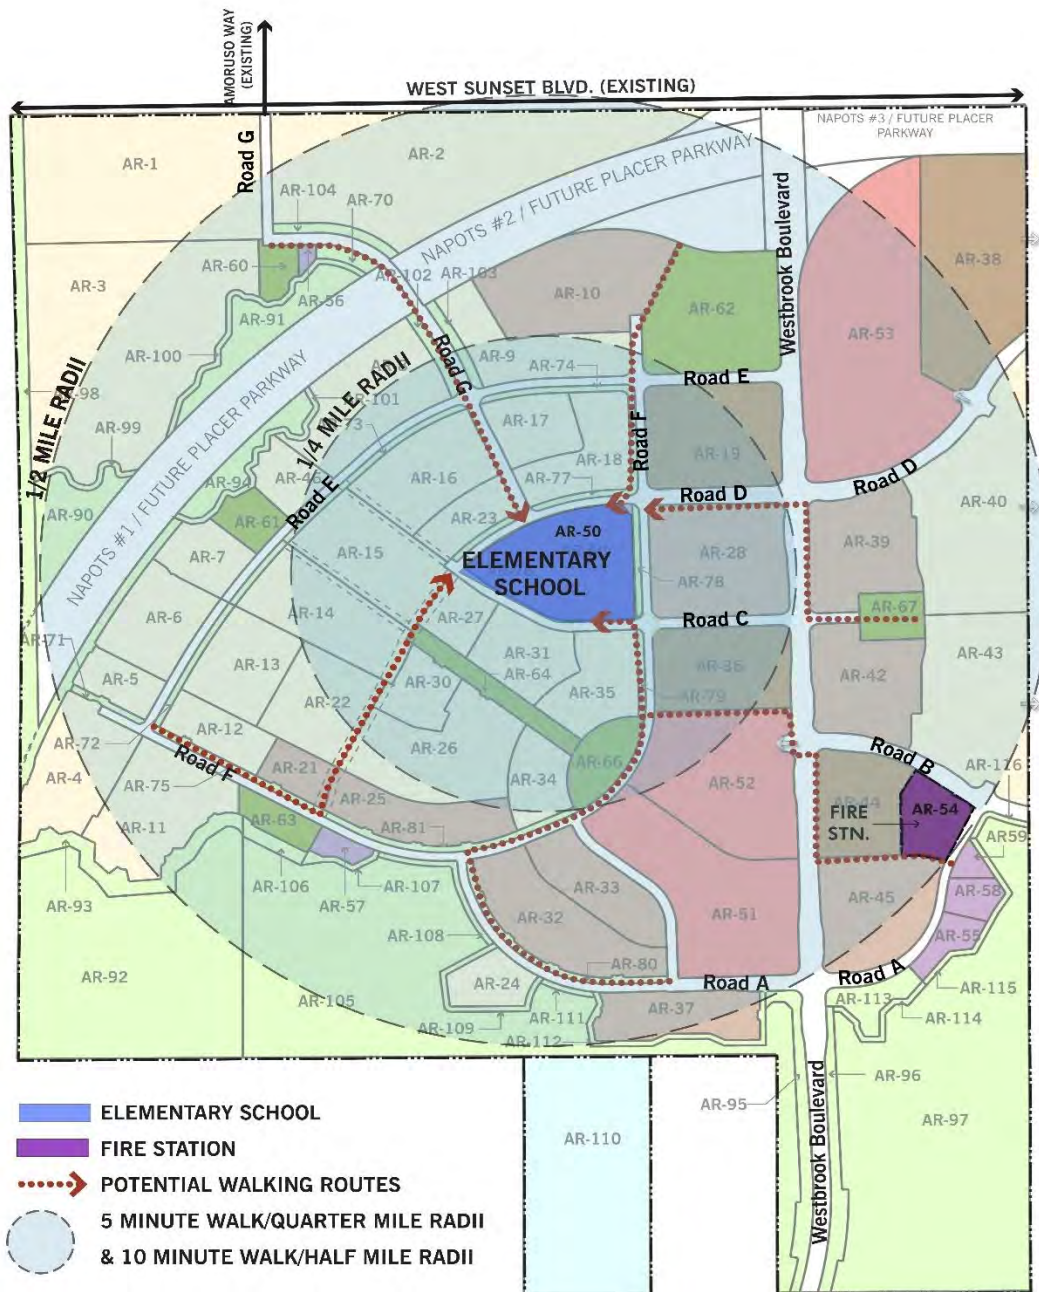 AMORUSO WAY
(EXISTING)
WEST SUNSET BLVD. (EXISTING)
NAPOTS #3 / FUTURE PLACER
PARKWAY
Road G
AR-1
AR-2
AR-104
AR-70
NAPOTS #2 / FUTURE PLACER PARKWAY
Westbrook Boulevard
AR-60
AR-56
AR-102
AR-103
AR-38
AR-3
AR-91
AR-10
AR-62
AR-53
AR-100
AR-9
AR-74
Road G
Road E
1/2 MILE RADII
AR-98
AR-101
1/4 MILE RADII
AR-99
AR-73
AR-17
Road F
AR-19
AR-46
AR-16
AR-18
AR-77
Road D
Road D
AR-94
Road E
AR-90
AR-61
AR-23
AR-50
AR-40
NAPOTS #1 / FUTURE PLACER PARKWAY
AR-7
AR-15
ELEMENTARY
SCHOOL
AR-28
AR-39
AR-78
AR-6
AR-14
AR-27
AR-67
Road C
AR-71
AR-13
AR-31
AR-36
AR-43
AR-5
AR-22
AR-30
AR-64
AR-35
AR-79
AR-42
AR-12
AR-72
AR-26
Road B
AR-4
AR-75
Road F
AR-21
AR-34
AR-66
AR-52
AR-116
AR-25
AR-44
AR-54
FIRE
STN.
AR-11
AR-63
AR-81
AR59
AR-106
AR-107
AR-57
AR-33
AR-58
AR-93
AR-32
AR-51
AR-45
AR-108
AR-55
AR-92
AR-80
AR-24
Road A
Road A
AR-115
AR-105
AR-37
AR-113
AR-109
AR-111
AR-114
AR-112
AR-96
AR-95
AR-97
ELEMENTARY SCHOOL
AR-110
FIRE STATION
Westbrook Boulevard
POTENTIAL WALKING ROUTES
5 MINUTE WALK/QUARTER MILE RADII
& 10 MINUTE WALK/HALF MILE RADII